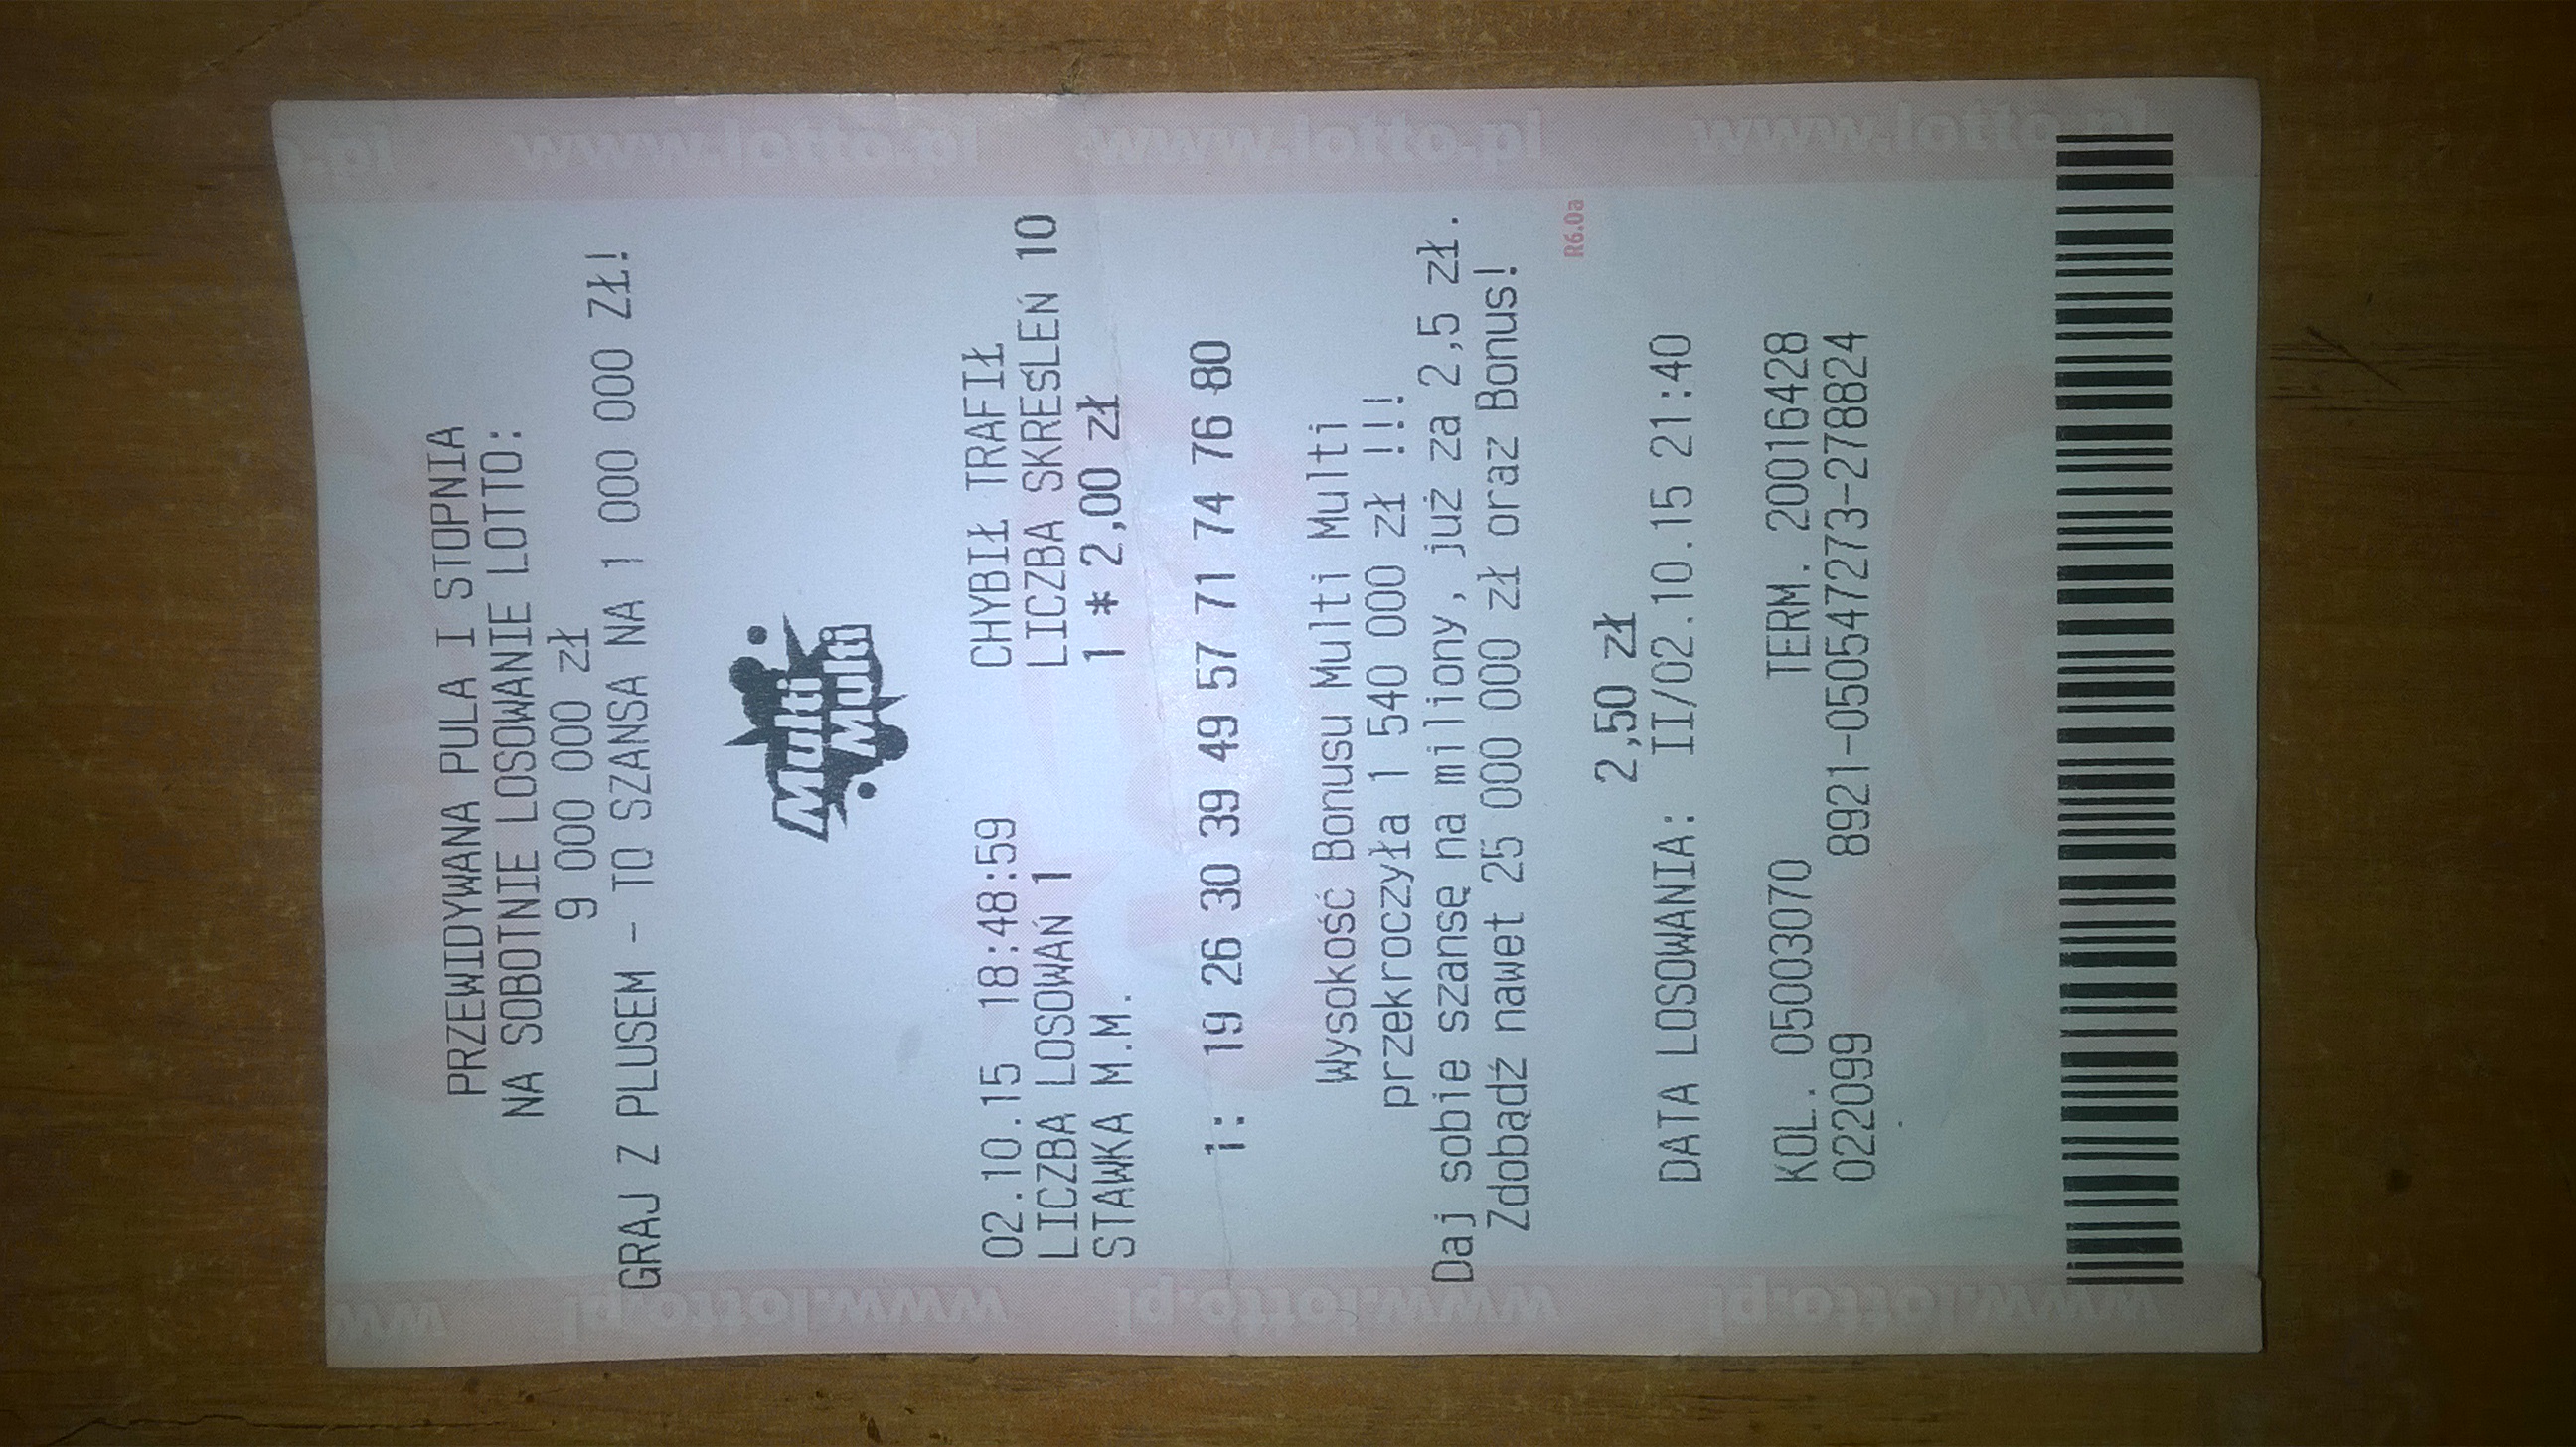 www.lotto.pl www.lotto.pl www.lotto.pl
PRZEWIDYWANA PULA I STOPNIA
NA SOBOTNIE LOSOWANIE LOTTO:
9 000 000 zł
GRAJ Z PLUSEM – TO SZANSA NA 1 000 000 ZŁ!
Multi
Multi
02.10.15 18:48:59 CHYBIŁ TRAFIŁ
LICZBA LOSOWAŃ 1 LICZBA SKREŚLEŃ 10
STAWKA M.M. 1 * 2,00 zł
1: 19 26 30 39 49 57 71 74 76 80
Wysokość Bonusu Multi Multi
przekroczyła 1 540 000 zł !!!
Daj sobie szansę na miliony, już za 2,5 zł.
Zdobądź nawet 25 000 000 zł oraz Bonus!
R6.0a
2,50 zł
DATA LOSOWANIA: II/02.10.15 21:40
KOL. 05003070 TERM. 20016428
022099 8921-050547273-278824
www.lotto.pl www.lotto.pl